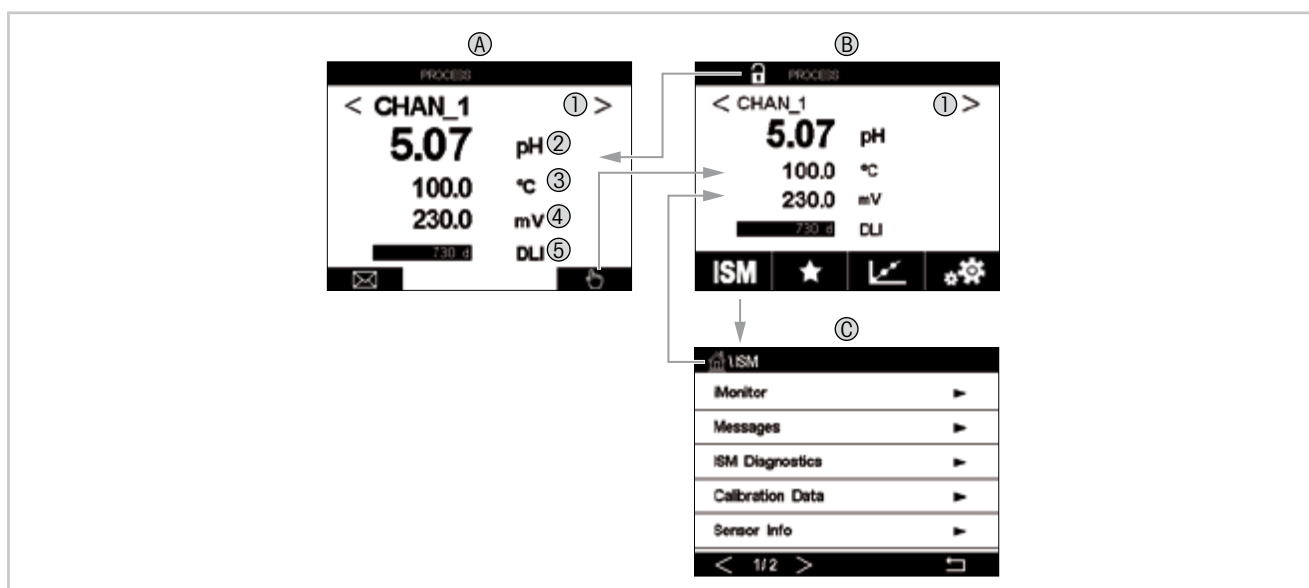 Ⓐ
PROCESS
< CHAN_1 ① >
5.07 pH ②
100.0 °C ③
230.0 mV ④
730 d DLI ⑤
Ⓑ
PROCESS
< CHAN_1 ① >
5.07 pH
100.0 °C
230.0 mV
730 d DLI
ISM
Ⓒ
\ISM
iMonitor
Messages
ISM Diagnostics
Calibration Data
Sensor Info
< 1/2 >